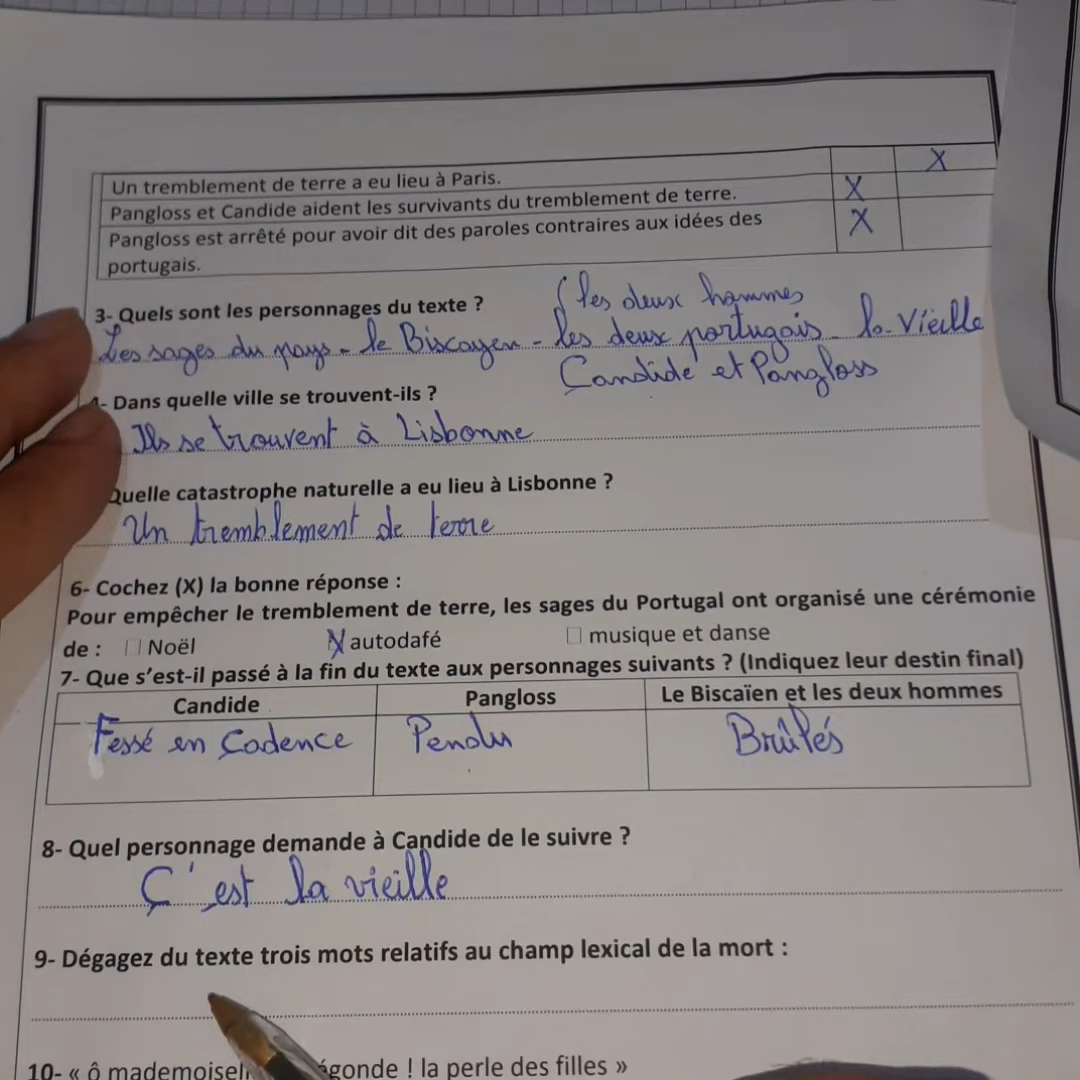 Un tremblement de terre a eu lieu à Paris. X
Pangloss et Candide aident les survivants du tremblement de terre. X
Pangloss est arrêté pour avoir dit des paroles contraires aux idées des X
portugais.
3- Quels sont les personnages du texte ?
les deux hommes
Les sages du pays - le Biscayen - les deux portugais - la Vieille
Candide et Pangloss
4- Dans quelle ville se trouvent-ils ?
Ils se trouvent à Lisbonne
Quelle catastrophe naturelle a eu lieu à Lisbonne ?
Un tremblement de terre
6- Cochez (X) la bonne réponse :
Pour empêcher le tremblement de terre, les sages du Portugal ont organisé une cérémonie
de : ☐ Noël X autodafé ☐ musique et danse
7- Que s'est-il passé à la fin du texte aux personnages suivants ? (Indiquez leur destin final)
Candide Pangloss Le Biscaïen et les deux hommes
Fessé en Cadence Pendu Brûlés
8- Quel personnage demande à Candide de le suivre ?
Ç'est la vieille
9- Dégagez du texte trois mots relatifs au champ lexical de la mort :
10- « ô mademoisel égonde ! la perle des filles »